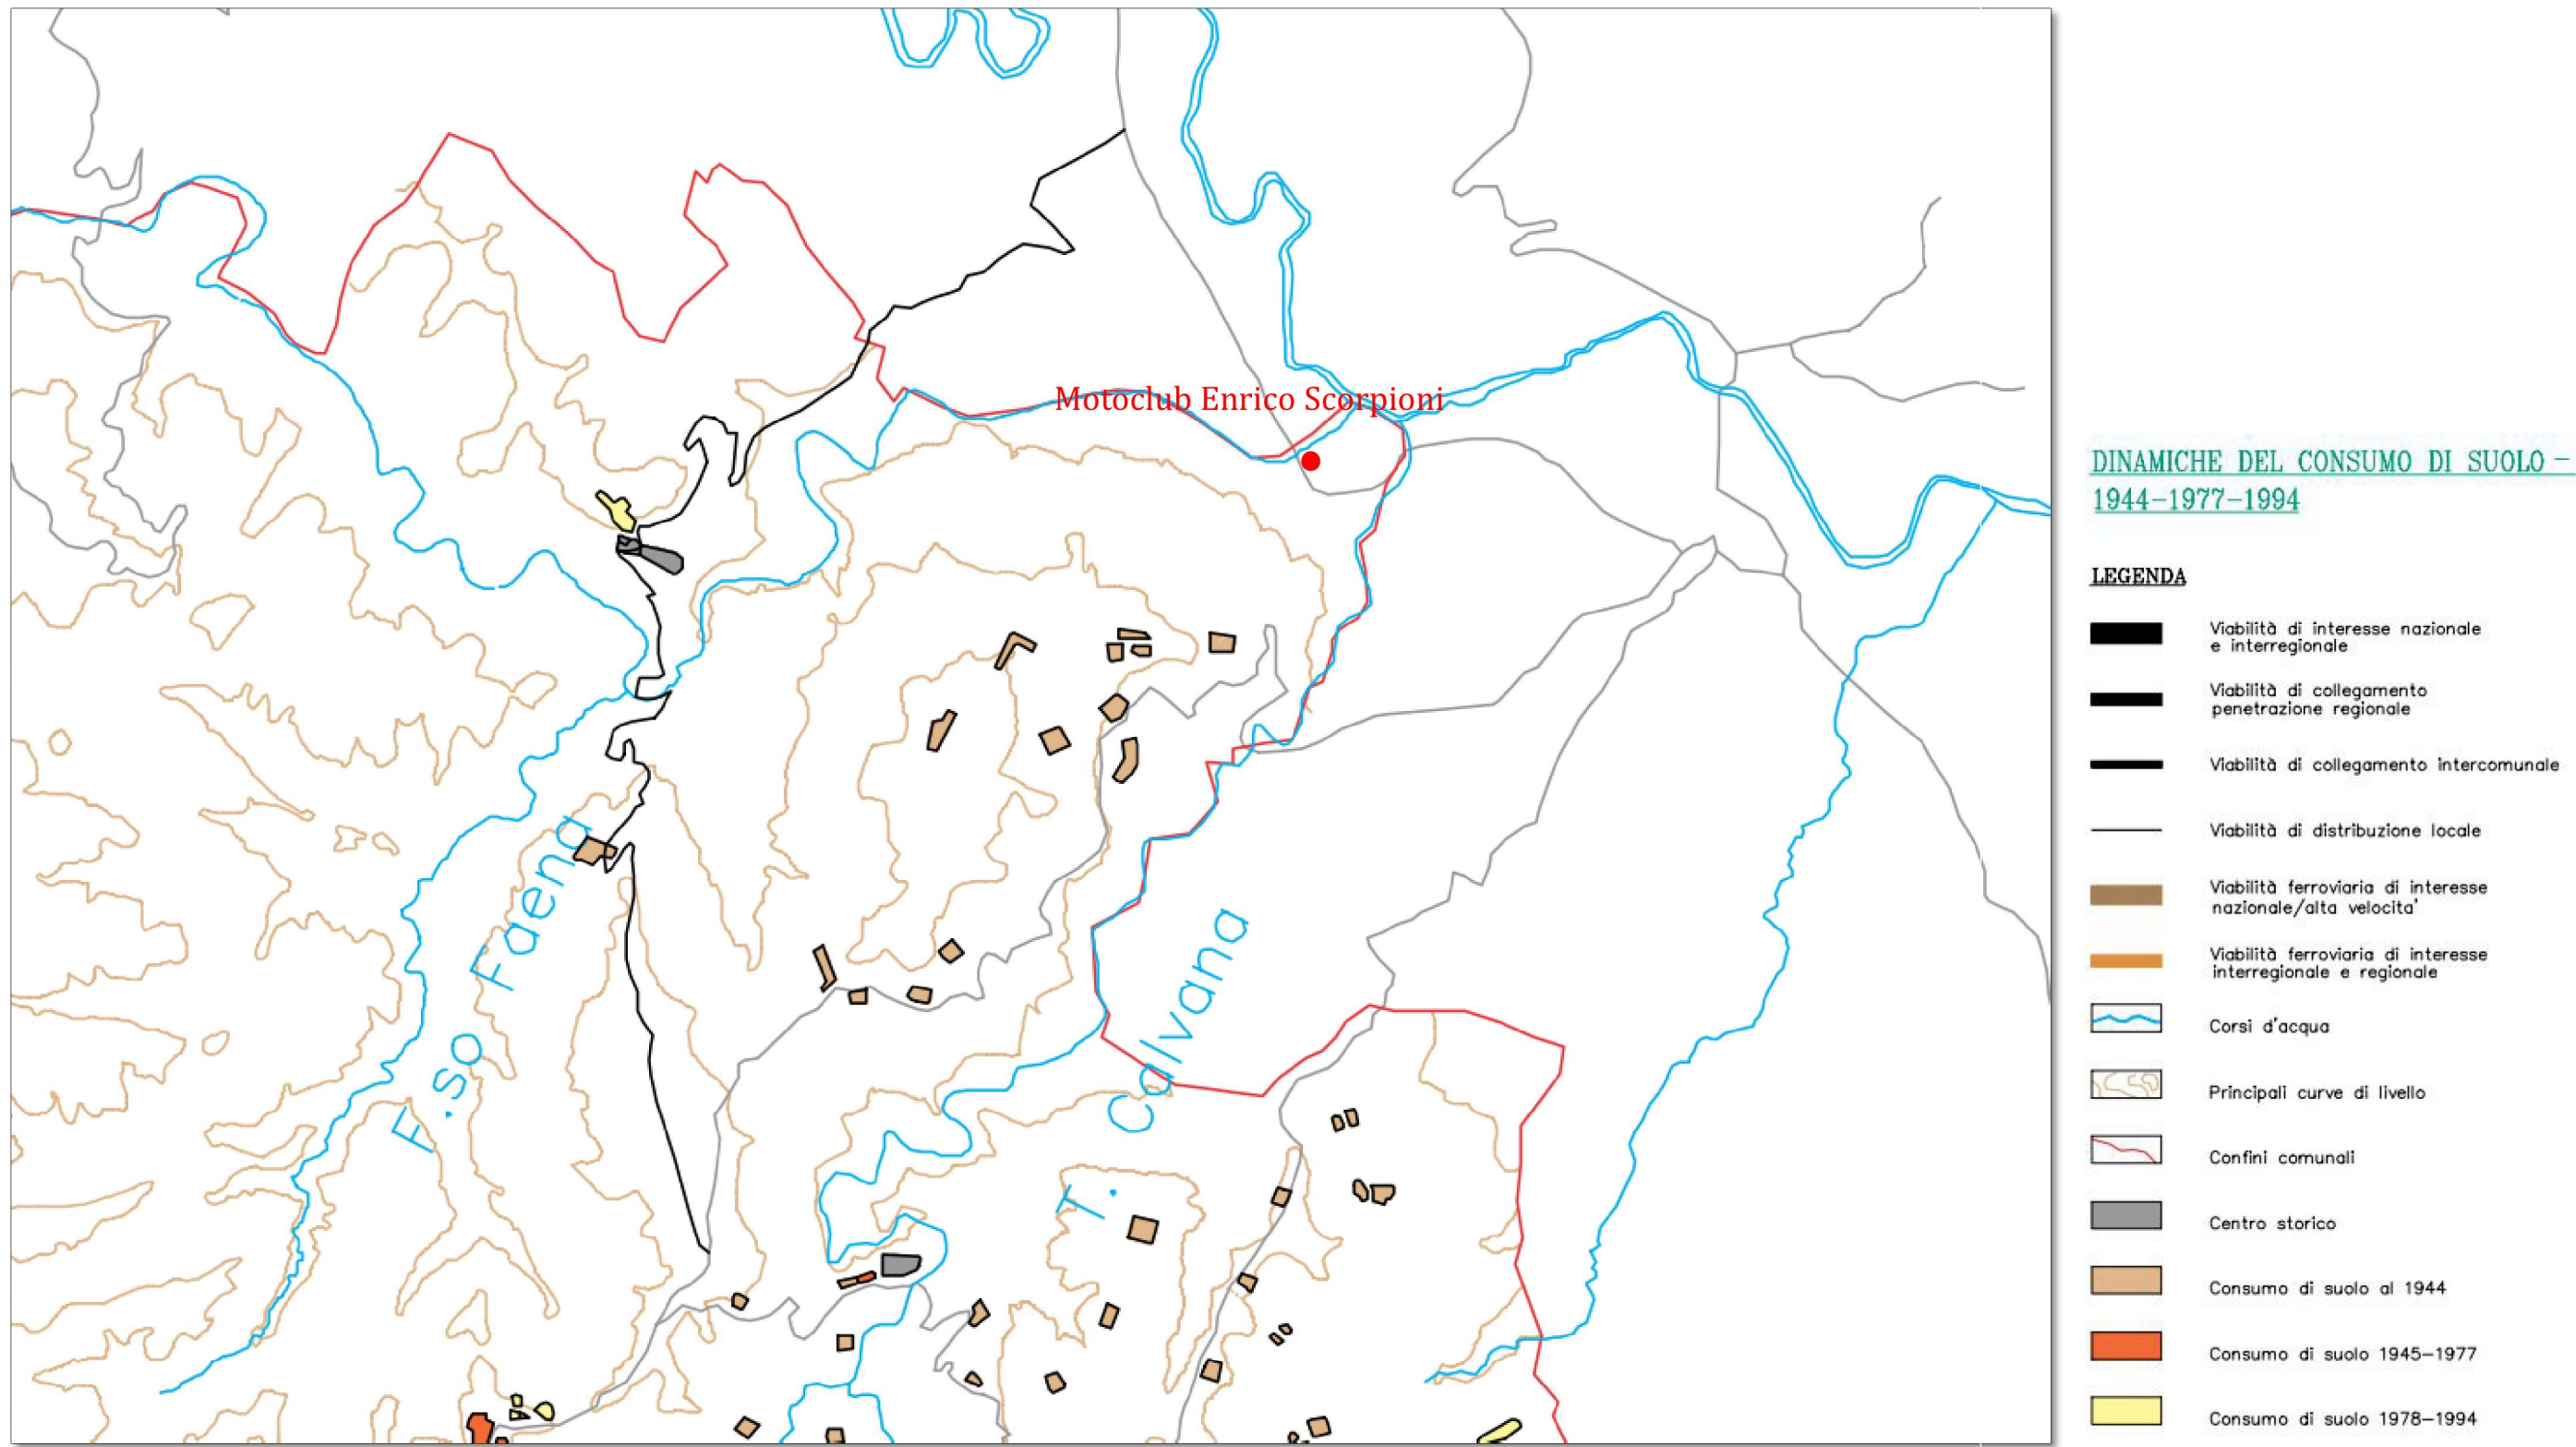 Motoclub Enrico Scorpioni
F.so Faena
T. Calvana
DINAMICHE DEL CONSUMO DI SUOLO –
1944–1977–1994
LEGENDA
Viabilità di interesse nazionale
e interregionale
Viabilità di collegamento
penetrazione regionale
Viabilità di collegamento intercomunale
Viabilità di distribuzione locale
Viabilità ferroviaria di interesse
nazionale/alta velocita'
Viabilità ferroviaria di interesse
interregionale e regionale
Corsi d'acqua
Principali curve di livello
Confini comunali
Centro storico
Consumo di suolo al 1944
Consumo di suolo 1945–1977
Consumo di suolo 1978–1994